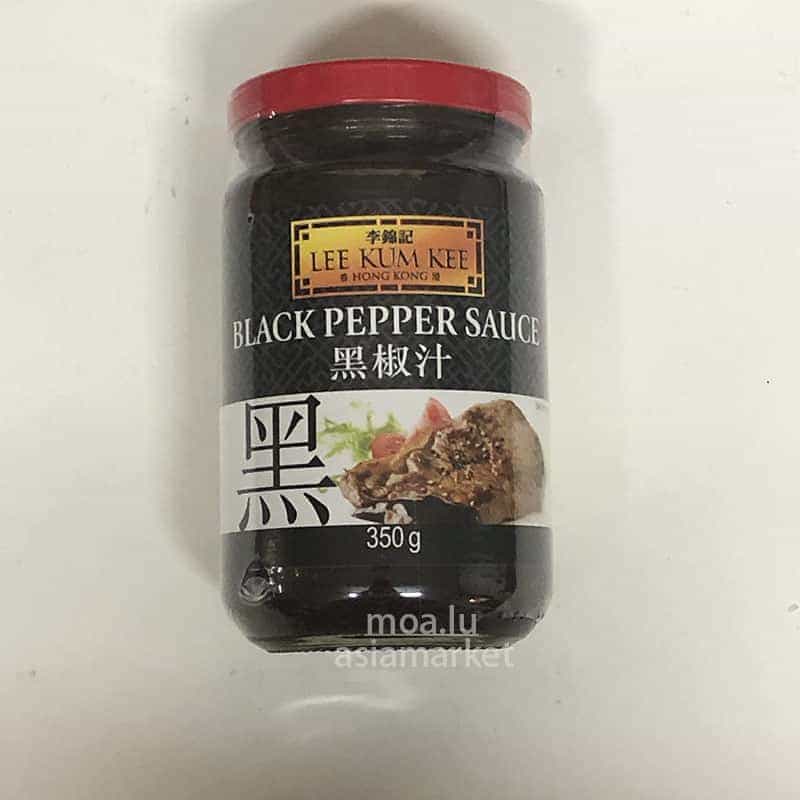 李錦記
LEE KUM KEE
香 HONG KONG 港
BLACK PEPPER SAUCE
黑椒汁
黑
350 g
moa.lu
asiamarket